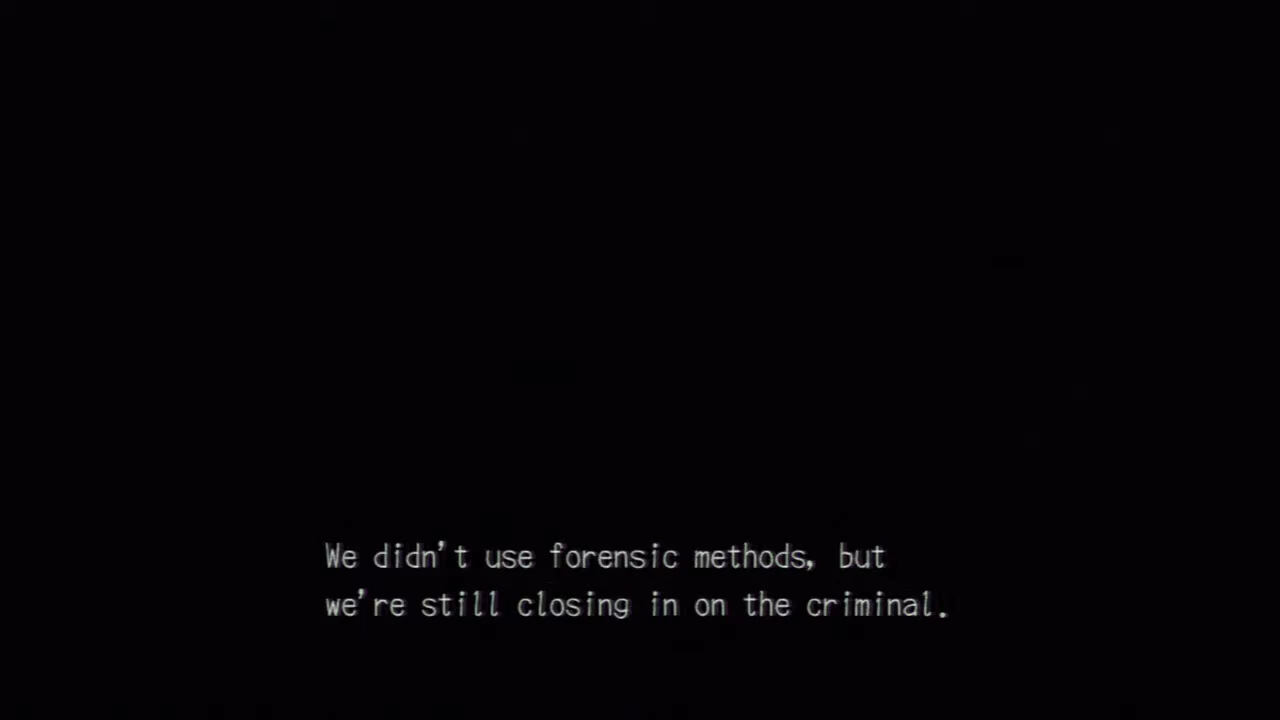 We didn't use forensic methods, but
we're still closing in on the criminal.